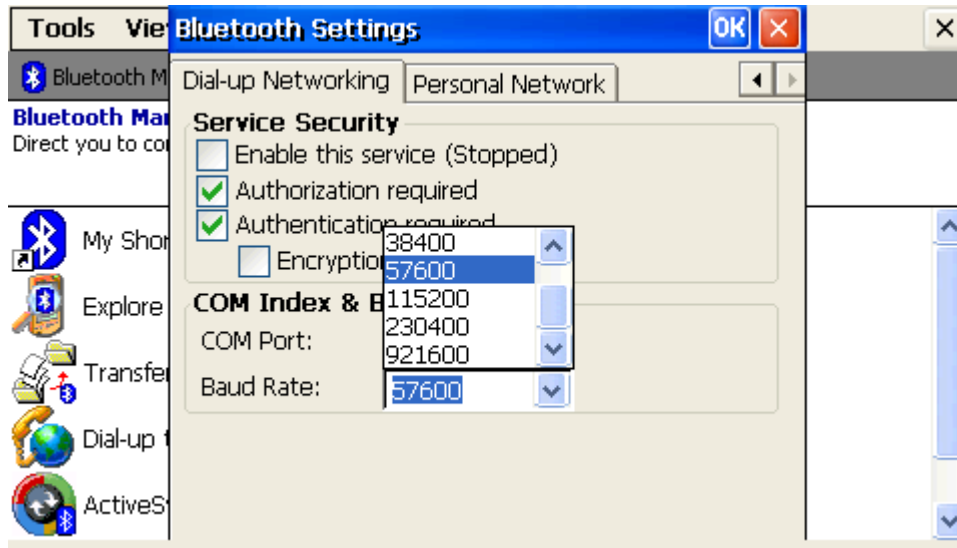 Tools Vie
Bluetooth Settings
OK
Bluetooth M
Dial-up Networking
Personal Network
Bluetooth Ma
Direct you to co
Service Security
Enable this service (Stopped)
Authorization required
Authentication required
Encryption
38400
57600
115200
230400
921600
COM Index & B
COM Port:
Baud Rate:
57600
My Shor
Explore
Transfe
Dial-up
ActiveS